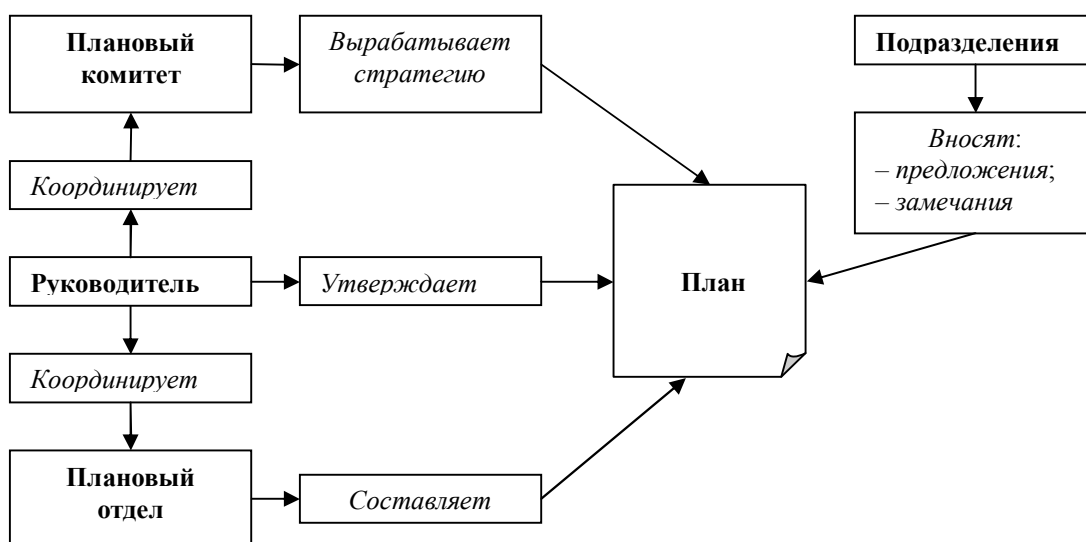 Плановый
комитет
Вырабатывает
стратегию
Подразделения
Вносят:
– предложения;
– замечания
Координирует
Руководитель
Утверждает
План
Координирует
Плановый
отдел
Составляет